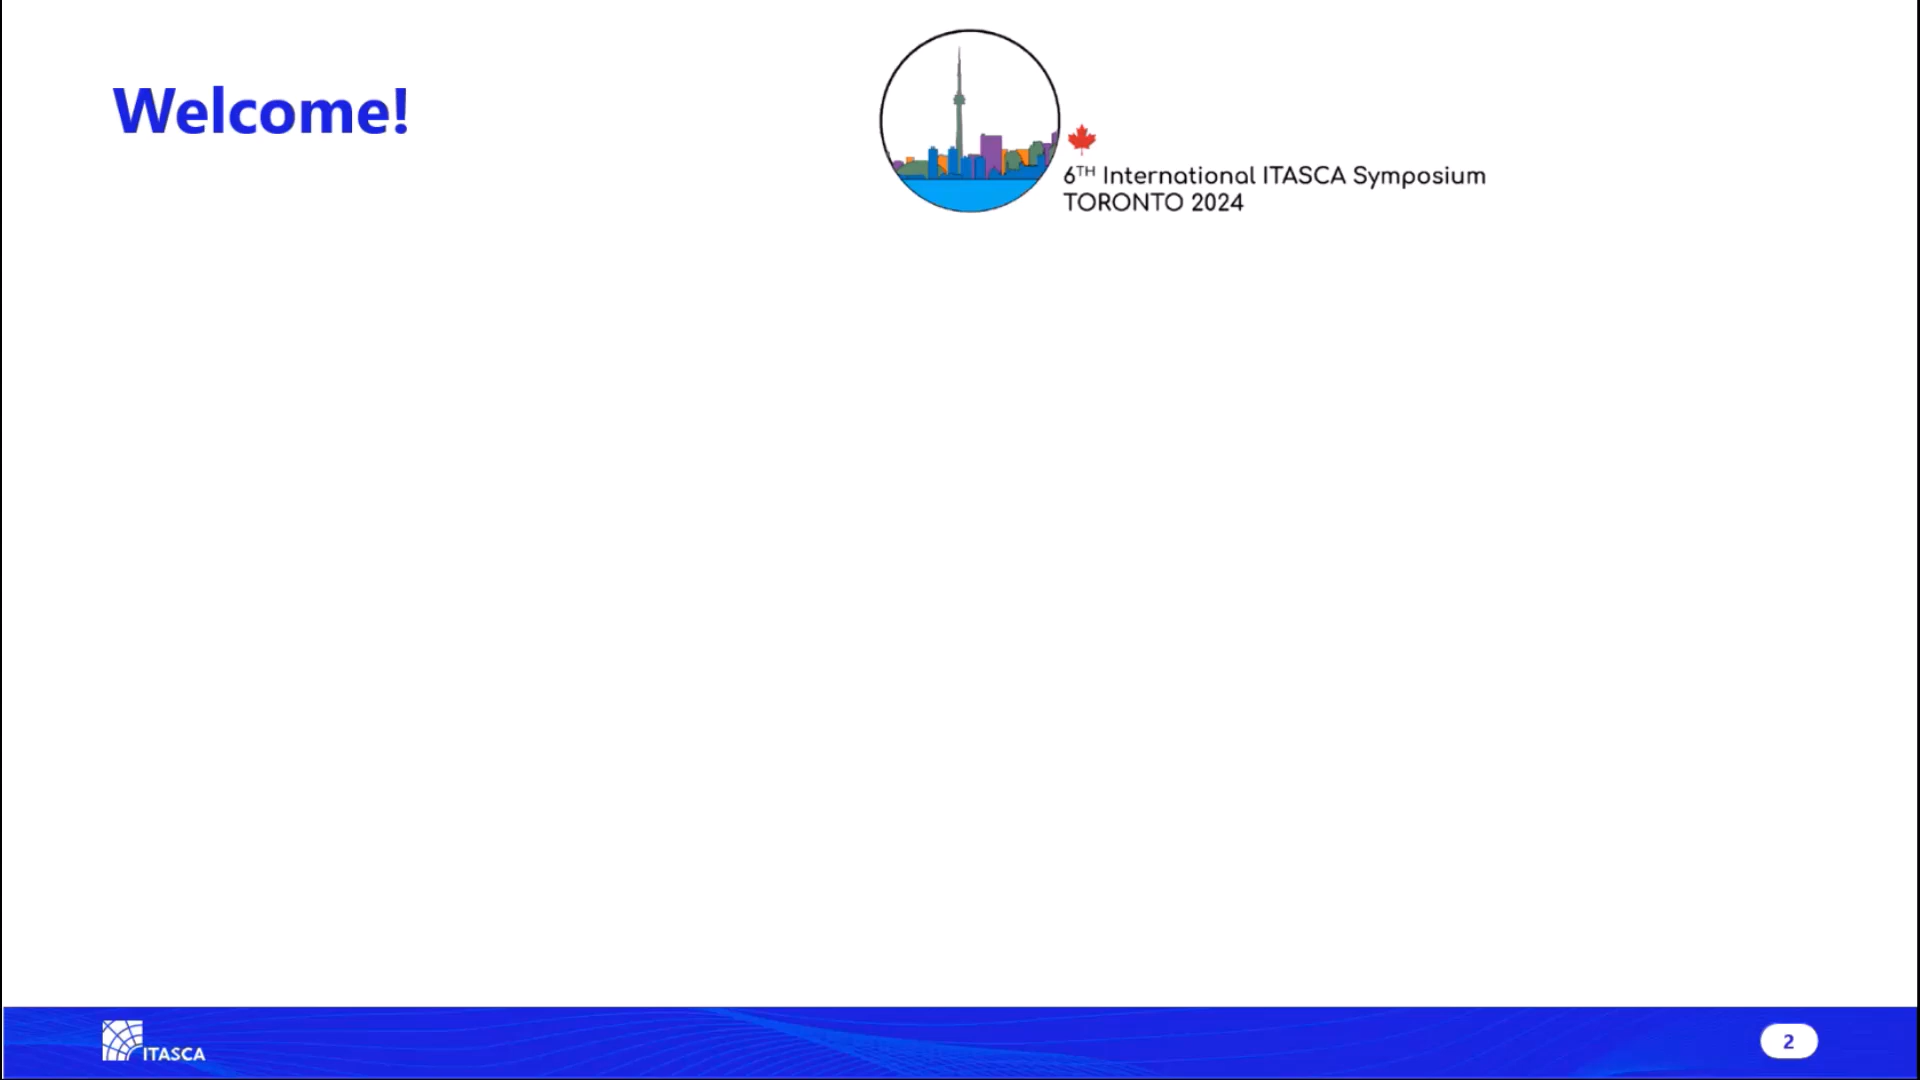 Welcome!
6TH International ITASCA Symposium
TORONTO 2024
ITASCA
2